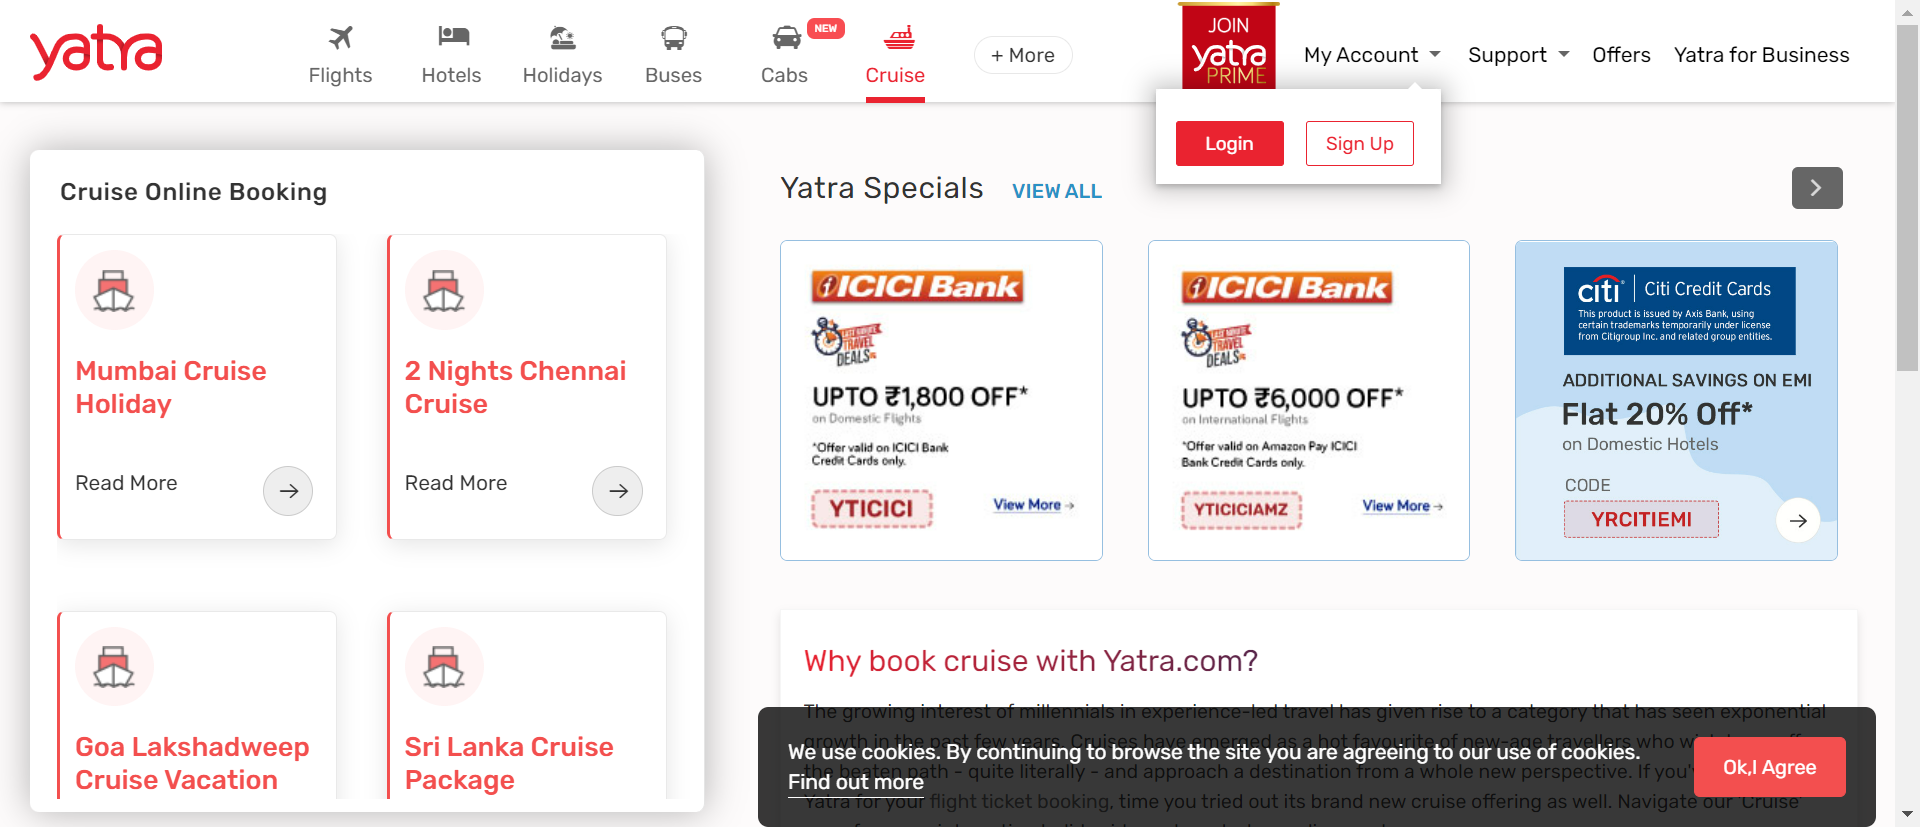 yatra
Flights
Hotels
Holidays
Buses
Cabs
NEW
Cruise
+ More
JOIN
yatra
PRIME
My Account
Support
Offers
Yatra for Business
Login
Sign Up
Cruise Online Booking
Mumbai Cruise
Holiday
Read More
2 Nights Chennai
Cruise
Read More
Goa Lakshadweep
Cruise Vacation
Sri Lanka Cruise
Package
Yatra Specials
VIEW ALL
ICICI Bank
LAST MINUTE
TRAVEL
DEALS
UPTO ₹1,800 OFF*
on Domestic Flights
*Offer valid on ICICI Bank
Credit Cards only.
YTICICI
View More
ICICI Bank
LAST MINUTE
TRAVEL
DEALS
UPTO ₹6,000 OFF*
on International Flights
*Offer valid on Amazon Pay ICICI
Bank Credit Cards only.
YTICICIAMZ
View More
citi
Citi Credit Cards
This product is issued by Axis Bank, using
certain trademarks temporarily under license
from Citigroup Inc. and related group entities.
ADDITIONAL SAVINGS ON EMI
Flat 20% Off*
on Domestic Hotels
CODE
YRCITIEMI
Why book cruise with Yatra.com?
The growing interest of millennials in experience-led travel has given rise to a category that has seen exponential
growth in the past few years. Cruises have emerged as a hot favourite of new-age travellers who
the beaten path - quite literally - and approach a destination from a whole new perspective. If
Yatra for your flight ticket booking, time you tried out its brand new cruise offering as well. Navigate our 'Cruise'
We use cookies. By continuing to browse the site you are agreeing to our use of cookies.
Find out more
Ok,I Agree